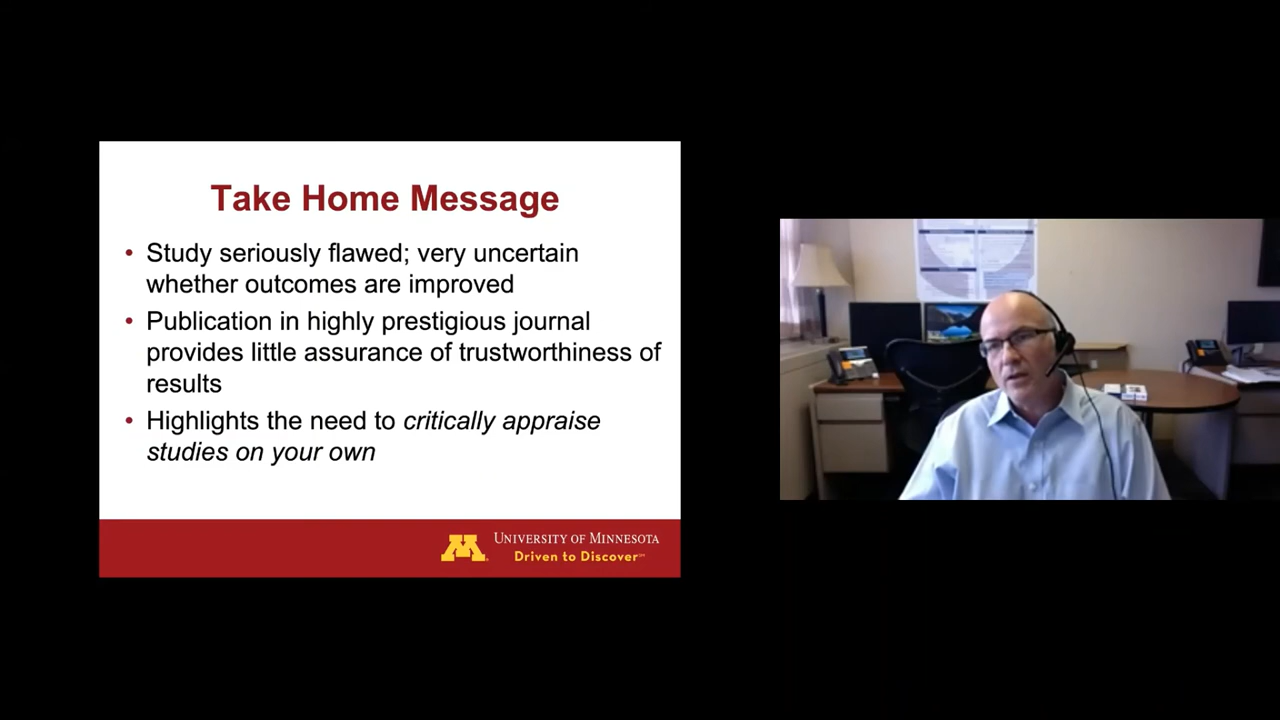 Take Home Message
• Study seriously flawed; very uncertain
whether outcomes are improved
• Publication in highly prestigious journal
provides little assurance of trustworthiness of
results
• Highlights the need to critically appraise
studies on your own
UNIVERSITY OF MINNESOTA
Driven to Discover℠